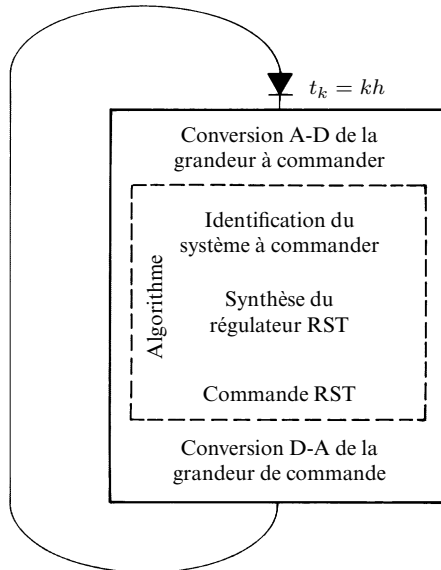 t_k = kh
Conversion A-D de la
grandeur à commander
Identification du
système à commander
Algorithme
Synthèse du
régulateur RST
Commande RST
Conversion D-A de la
grandeur de commande